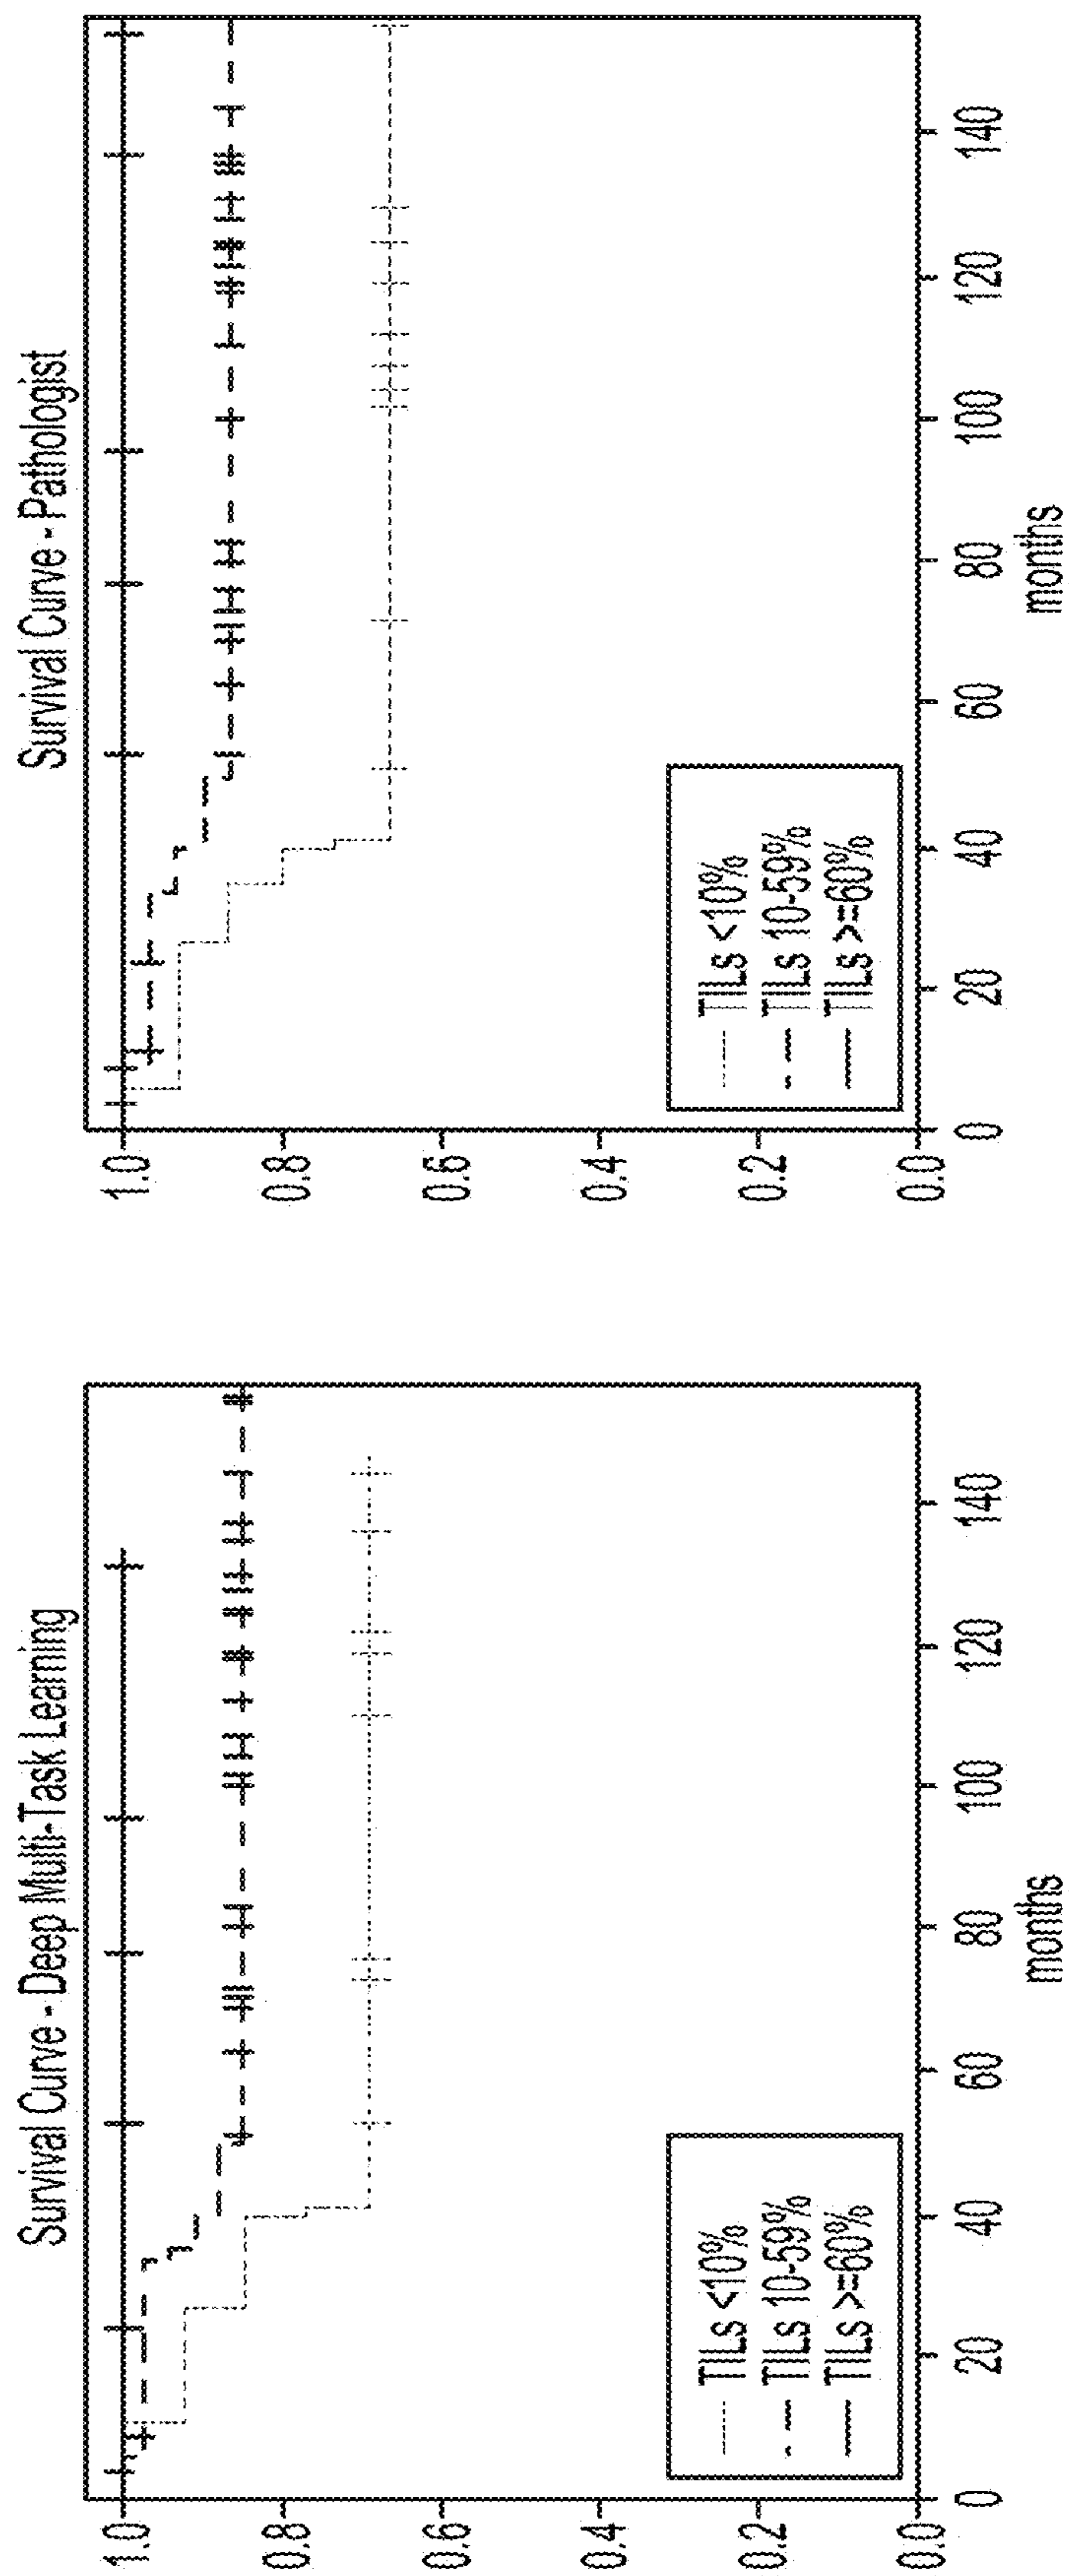 Survival Curve - Deep Multi-Task Learning
1.0
0.8
0.6
0.4
0.2
0.0
TILs <10%
TILs 10-59%
TILs >=60%
0 20 40 60 80 100 120 140
months
Survival Curve - Pathologist
1.0
0.8
0.6
0.4
0.2
0.0
TILs <10%
TILs 10-59%
TILs >=60%
0 20 40 60 80 100 120 140
months